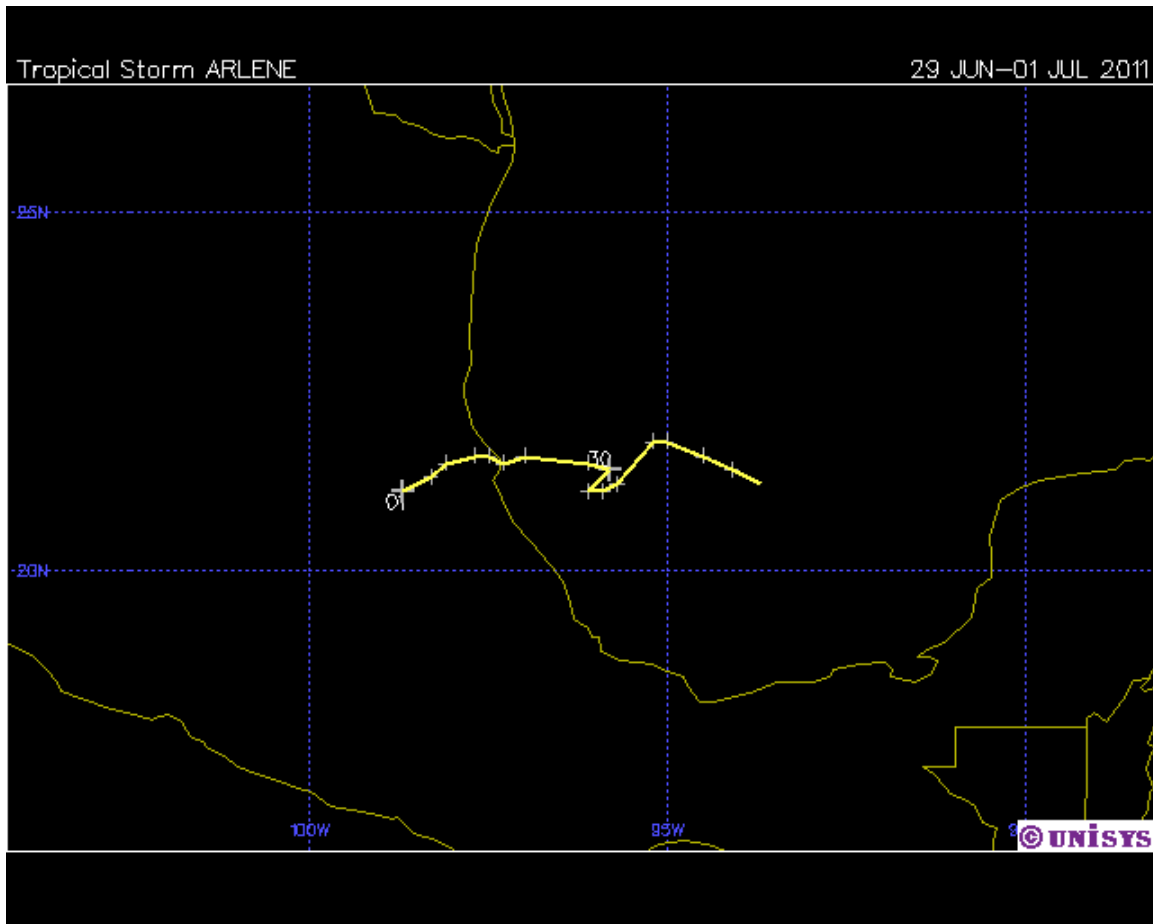 Tropical Storm ARLENE
29 JUN-01 JUL 2011
25N
30
01
20N
100W
95W
© UNISYS